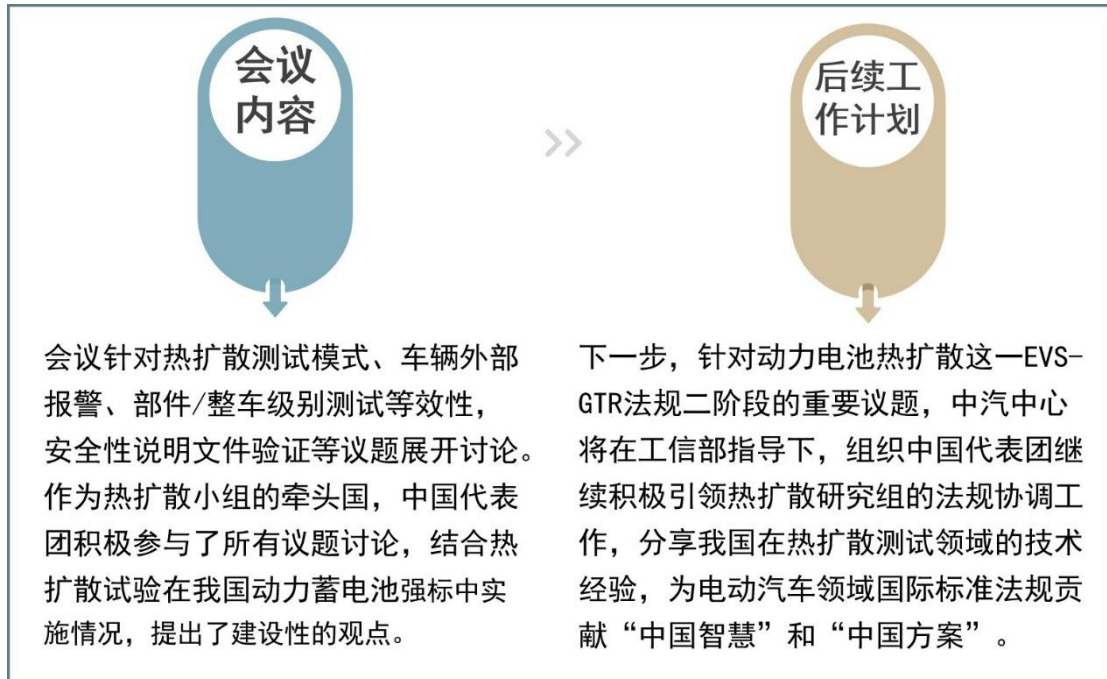 会议
内容
会议针对热扩散测试模式、车辆外部
报警、部件/整车级别测试等效性，
安全性说明文件验证等议题展开讨论。
作为热扩散小组的牵头国，中国代表
团积极参与了所有议题讨论，结合热
扩散试验在我国动力蓄电池强标中实
施情况，提出了建设性的观点。
后续工
作计划
下一步，针对动力电池热扩散这一EVS-
GTR法规二阶段的重要议题，中汽中心
将在工信部指导下，组织中国代表团继
续积极引领热扩散研究组的法规协调工
作，分享我国在热扩散测试领域的技术
经验，为电动汽车领域国际标准法规贡
献“中国智慧”和“中国方案”。